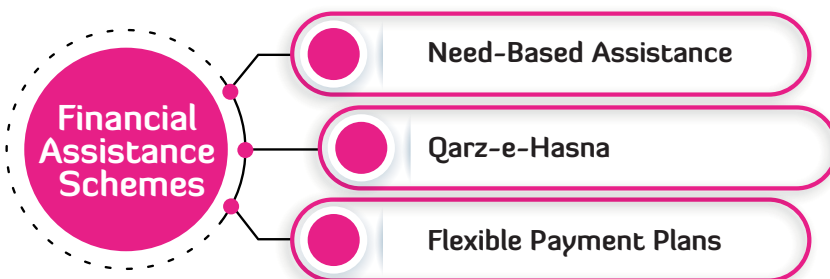 Financial
Assistance
Schemes
Need-Based Assistance
Qarz-e-Hasna
Flexible Payment Plans